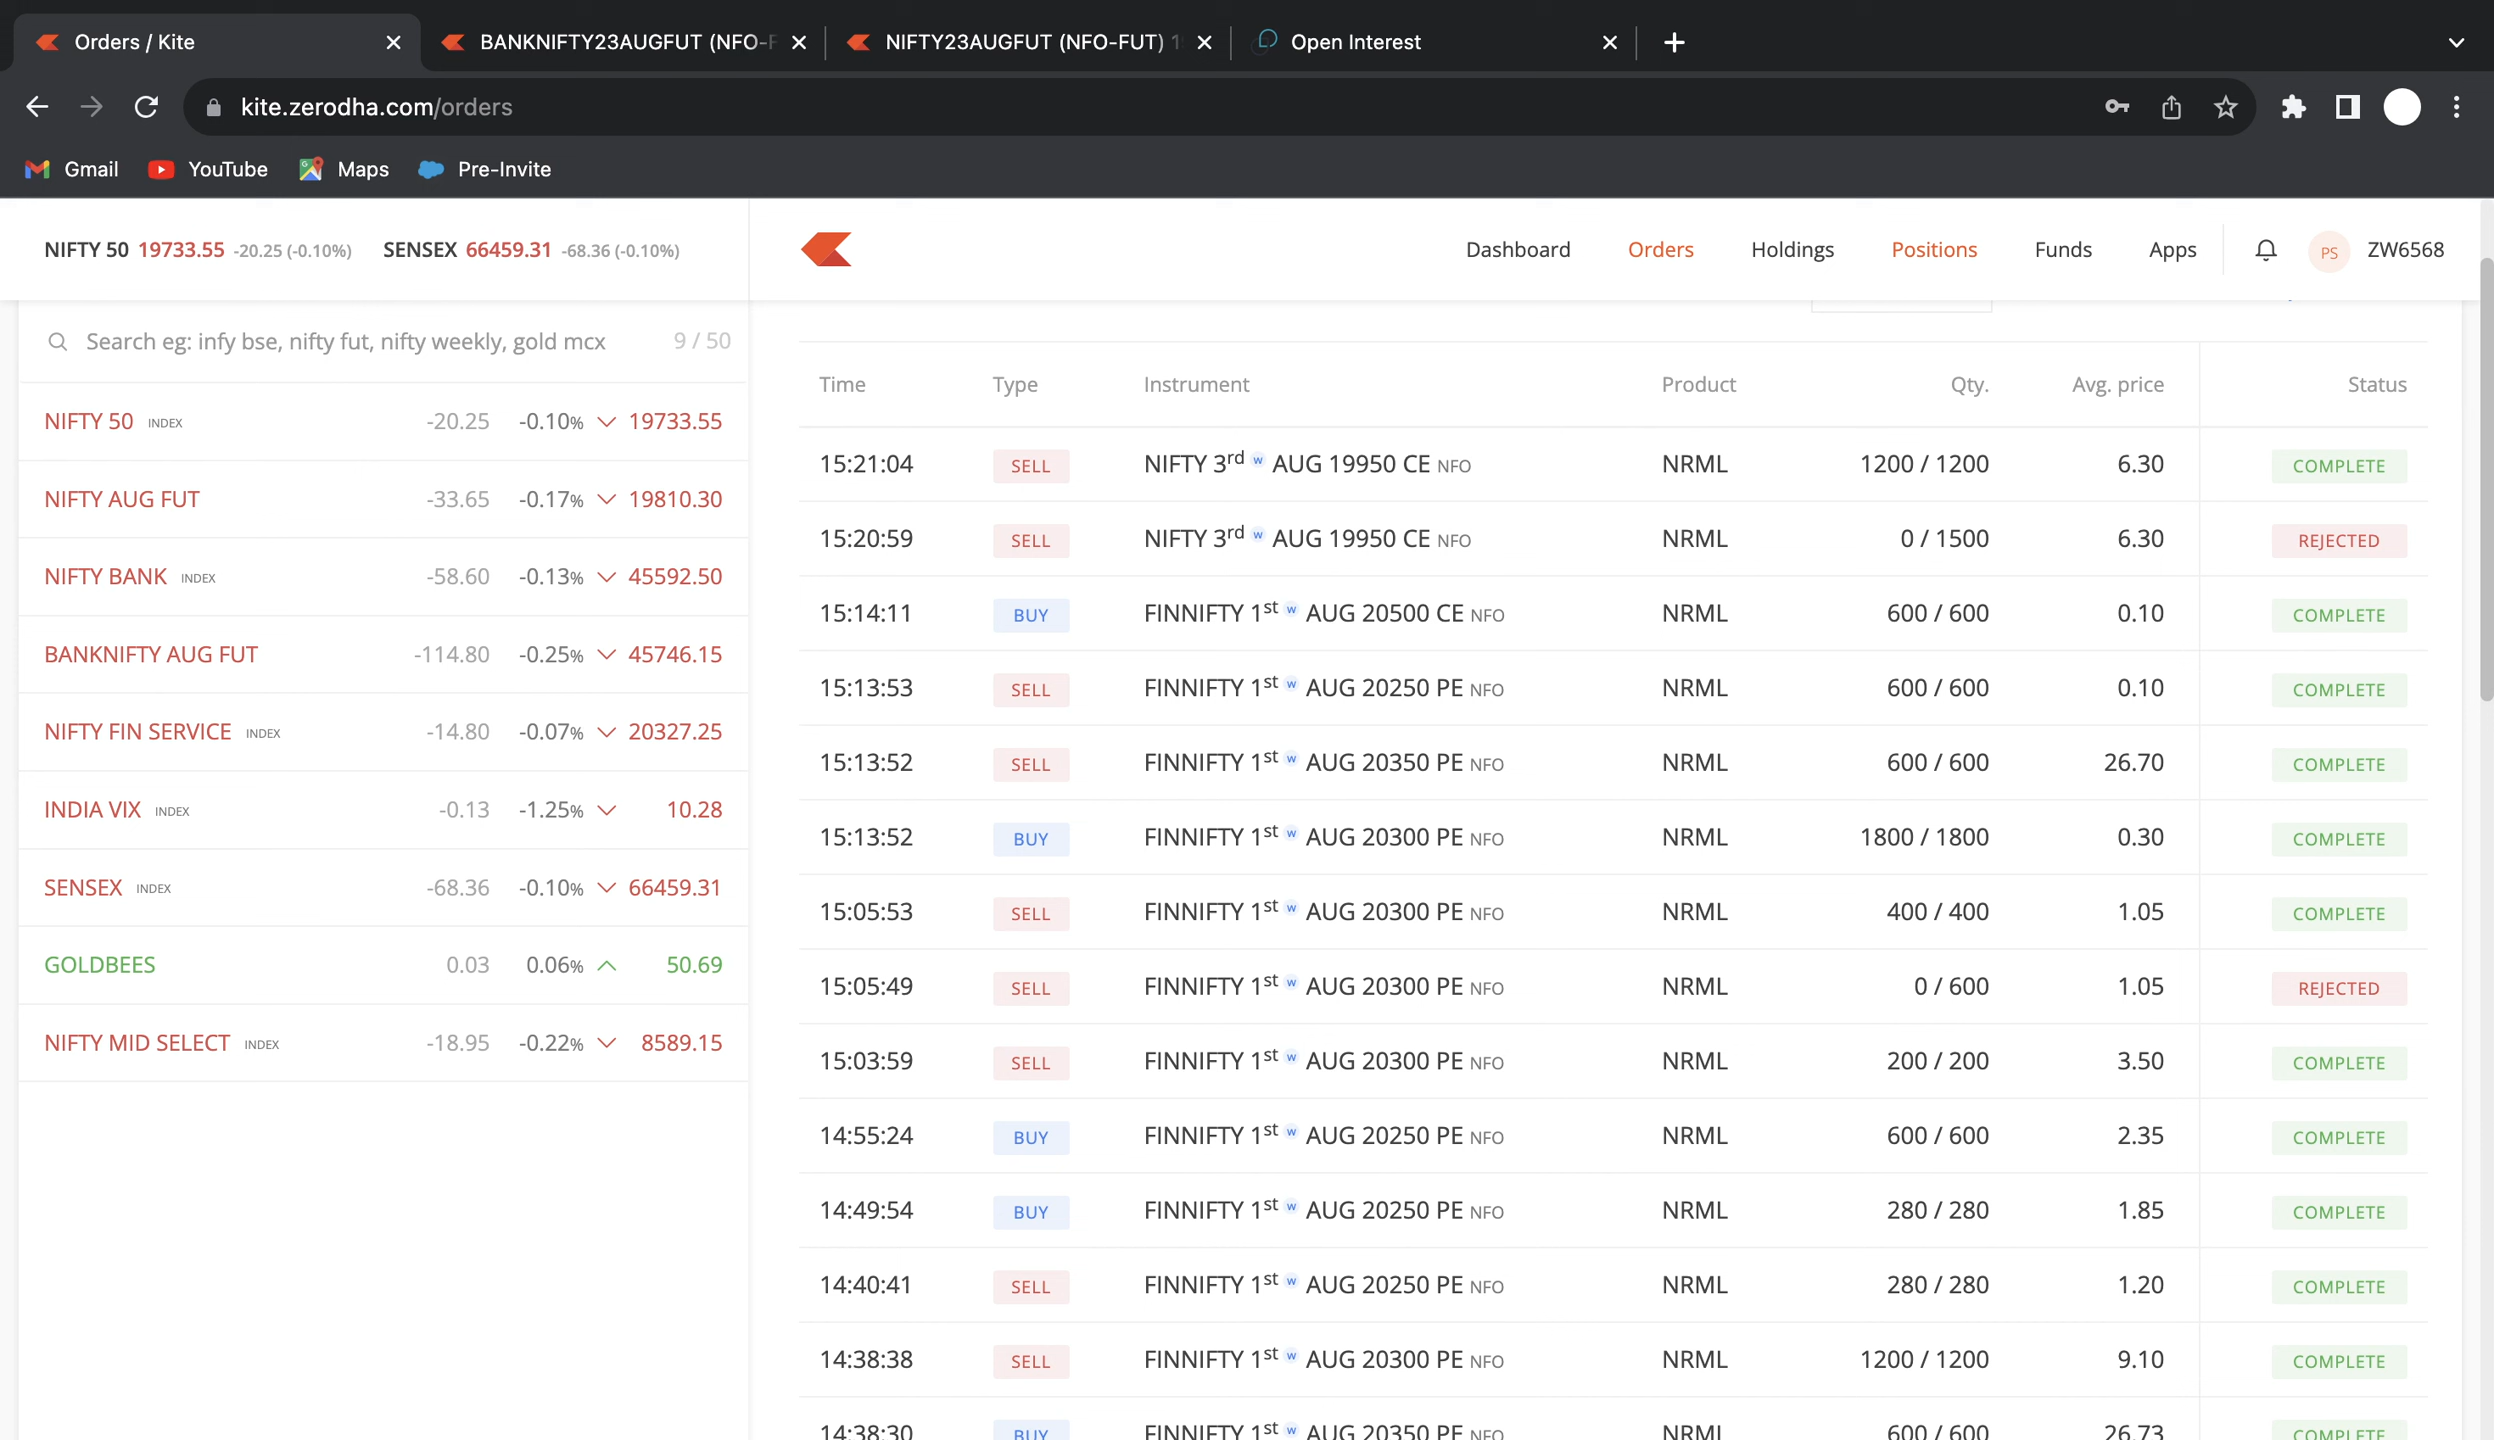 Orders / Kite
BANKNIFTY23AUGFUT (NFO-F
NIFTY23AUGFUT (NFO-FUT) 1
Open Interest
kite.zerodha.com/orders
Gmail YouTube Maps Pre-Invite
NIFTY 50 19733.55 -20.25 (-0.10%) SENSEX 66459.31 -68.36 (-0.10%)
Dashboard Orders Holdings Positions Funds Apps PS ZW6568
Search eg: infy bse, nifty fut, nifty weekly, gold mcx 9 / 50
NIFTY 50 INDEX -20.25 -0.10% 19733.55
NIFTY AUG FUT -33.65 -0.17% 19810.30
NIFTY BANK INDEX -58.60 -0.13% 45592.50
BANKNIFTY AUG FUT -114.80 -0.25% 45746.15
NIFTY FIN SERVICE INDEX -14.80 -0.07% 20327.25
INDIA VIX INDEX -0.13 -1.25% 10.28
SENSEX INDEX -68.36 -0.10% 66459.31
GOLDBEES 0.03 0.06% 50.69
NIFTY MID SELECT INDEX -18.95 -0.22% 8589.15
Time Type Instrument Product Qty. Avg. price Status
15:21:04 SELL NIFTY 3rd w AUG 19950 CE NFO NRML 1200 / 1200 6.30 COMPLETE
15:20:59 SELL NIFTY 3rd w AUG 19950 CE NFO NRML 0 / 1500 6.30 REJECTED
15:14:11 BUY FINNIFTY 1st w AUG 20500 CE NFO NRML 600 / 600 0.10 COMPLETE
15:13:53 SELL FINNIFTY 1st w AUG 20250 PE NFO NRML 600 / 600 0.10 COMPLETE
15:13:52 SELL FINNIFTY 1st w AUG 20350 PE NFO NRML 600 / 600 26.70 COMPLETE
15:13:52 BUY FINNIFTY 1st w AUG 20300 PE NFO NRML 1800 / 1800 0.30 COMPLETE
15:05:53 SELL FINNIFTY 1st w AUG 20300 PE NFO NRML 400 / 400 1.05 COMPLETE
15:05:49 SELL FINNIFTY 1st w AUG 20300 PE NFO NRML 0 / 600 1.05 REJECTED
15:03:59 SELL FINNIFTY 1st w AUG 20300 PE NFO NRML 200 / 200 3.50 COMPLETE
14:55:24 BUY FINNIFTY 1st w AUG 20250 PE NFO NRML 600 / 600 2.35 COMPLETE
14:49:54 BUY FINNIFTY 1st w AUG 20250 PE NFO NRML 280 / 280 1.85 COMPLETE
14:40:41 SELL FINNIFTY 1st w AUG 20250 PE NFO NRML 280 / 280 1.20 COMPLETE
14:38:38 SELL FINNIFTY 1st w AUG 20300 PE NFO NRML 1200 / 1200 9.10 COMPLETE
14:38:30 BUY FINNIFTY 1st w AUG 20350 PE NFO NRML 600 / 600 26.73 COMPLETE